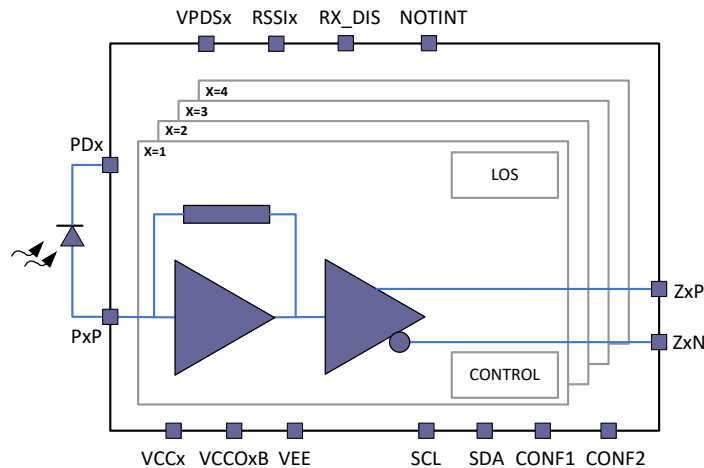 VPDSx RSSIx RX_DIS NOTINT
X=4
X=3
X=2
X=1
PDx
LOS
ZxP
PxP
ZxN
CONTROL
VCCx VCCOxB VEE SCL SDA CONF1 CONF2